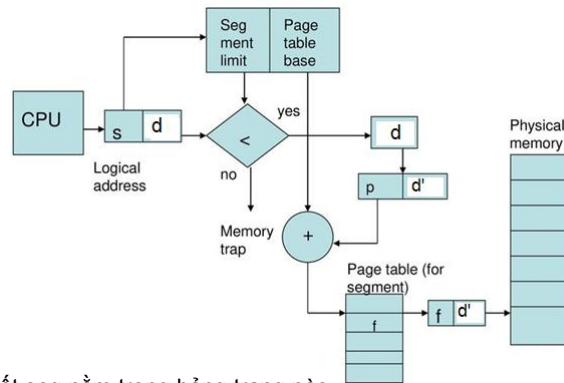 Seg
ment
limit
Page
table
base
CPU
s
d
<
yes
d
Logical
address
no
p
d'
Physical
memory
Memory
trap
+
Page table (for
segment)
f
f
d'